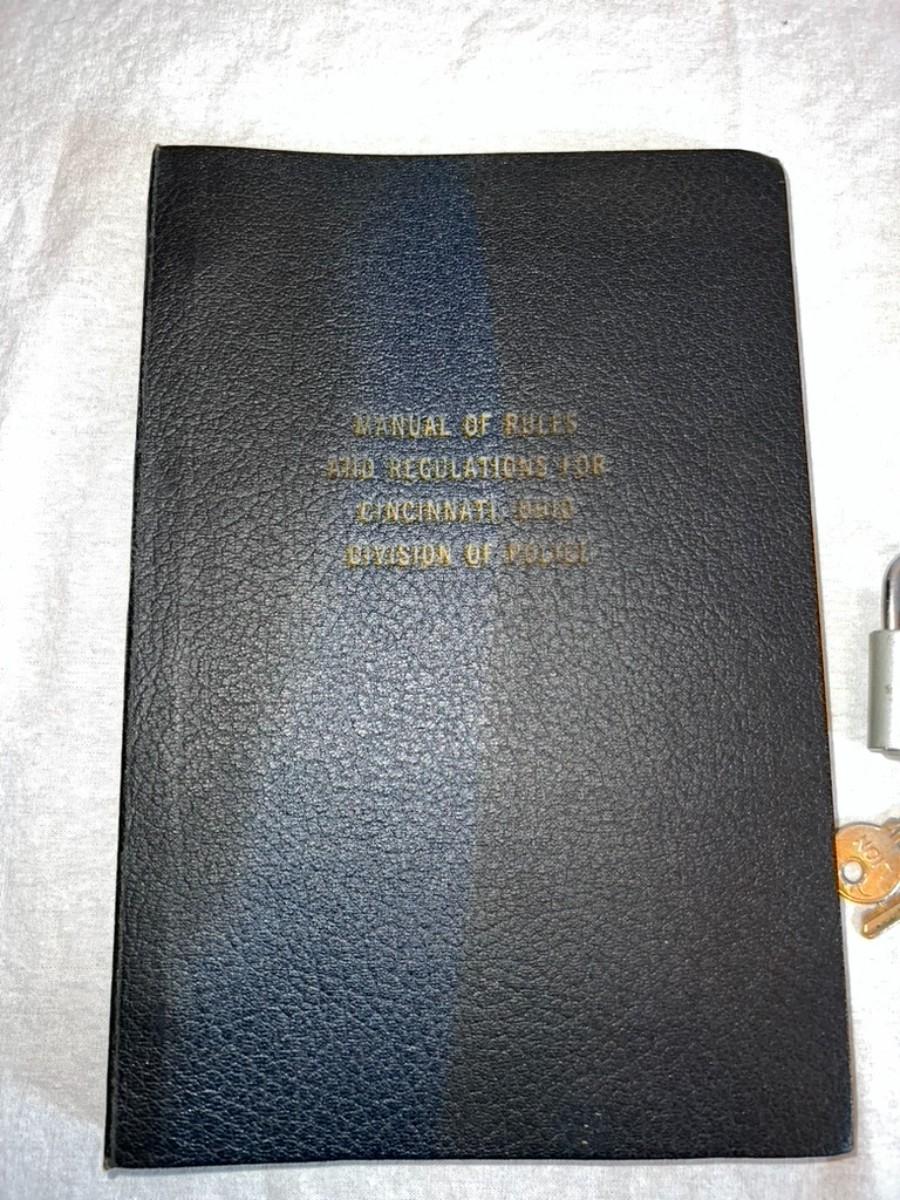 MANUAL OF RULES
AND REGULATIONS FOR
CINCINNATI, OHIO
DIVISION OF POLICE